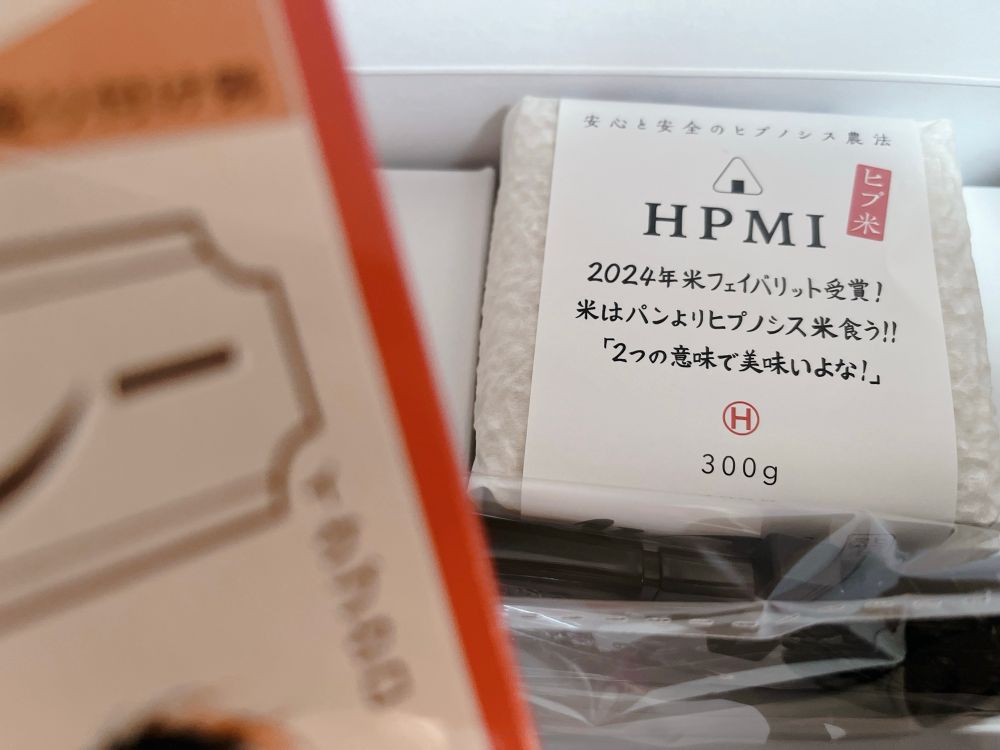 安心と安全のヒプノシス農法
ヒプ米
HPMI
2024年米フェイバリット受賞!
米はパンよりヒプノシス米食う!!
「2つの意味で美味いよな!」
H
300g